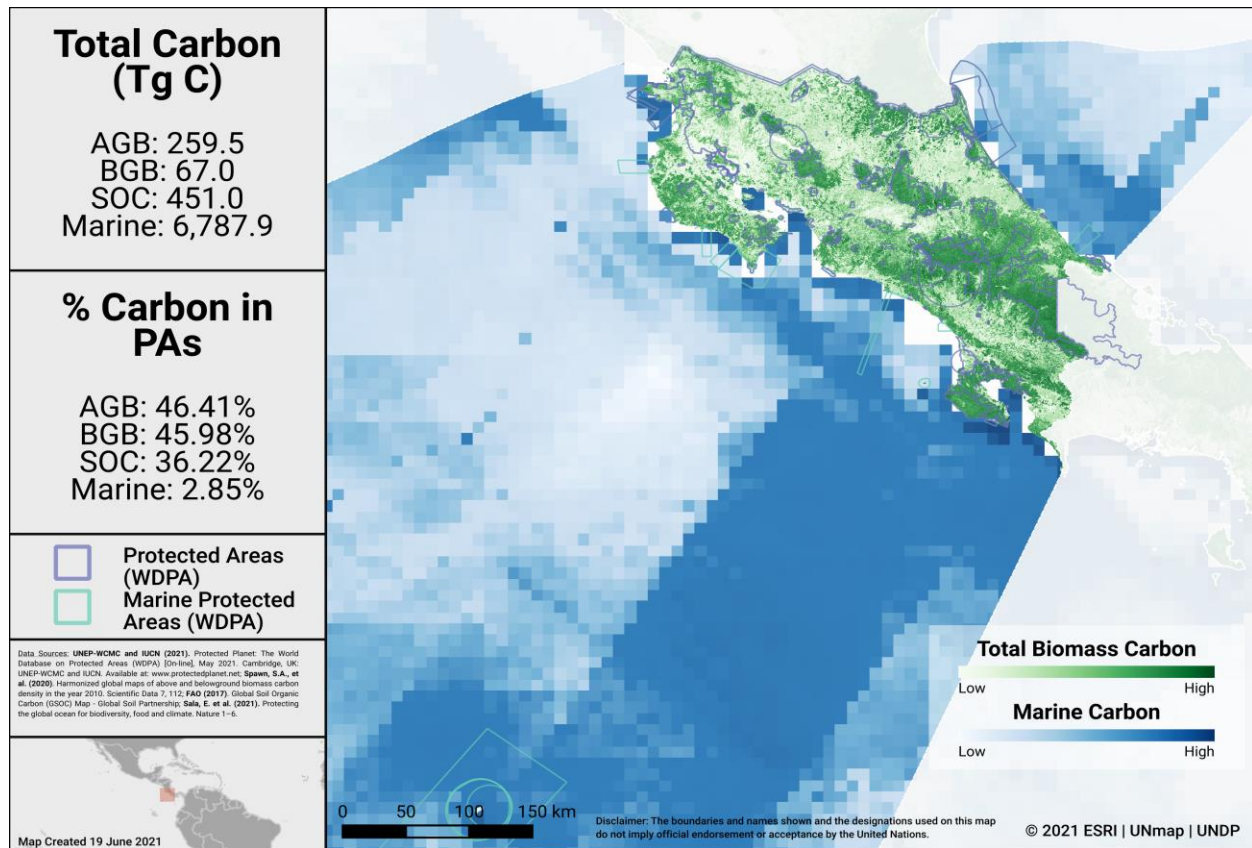 Total Carbon
(Tg C)
AGB: 259.5
BGB: 67.0
SOC: 451.0
Marine: 6,787.9
% Carbon in
PAs
AGB: 46.41%
BGB: 45.98%
SOC: 36.22%
Marine: 2.85%
Protected Areas
(WDPA)
Marine Protected
Areas (WDPA)
Data Sources: UNEP-WCMC and IUCN (2021). Protected Planet: The World
Database on Protected Areas (WDPA) [On-line], May 2021. Cambridge, UK:
UNEP-WCMC and IUCN. Available at: www.protectedplanet.net; Spawn, S.A., et
al. (2020). Harmonized global maps of above and belowground biomass carbon
density in the year 2010. Scientific Data 7, 112; FAO (2017). Global Soil Organic
Carbon (GSOC) Map - Global Soil Partnership; Sala, E. et al. (2021). Protecting
the global ocean for biodiversity, food and climate. Nature 1–6.
Map Created 19 June 2021
Total Biomass Carbon
Low High
Marine Carbon
Low High
0 50 100 150 km
Disclaimer: The boundaries and names shown and the designations used on this map
do not imply official endorsement or acceptance by the United Nations.
© 2021 ESRI | UNmap | UNDP